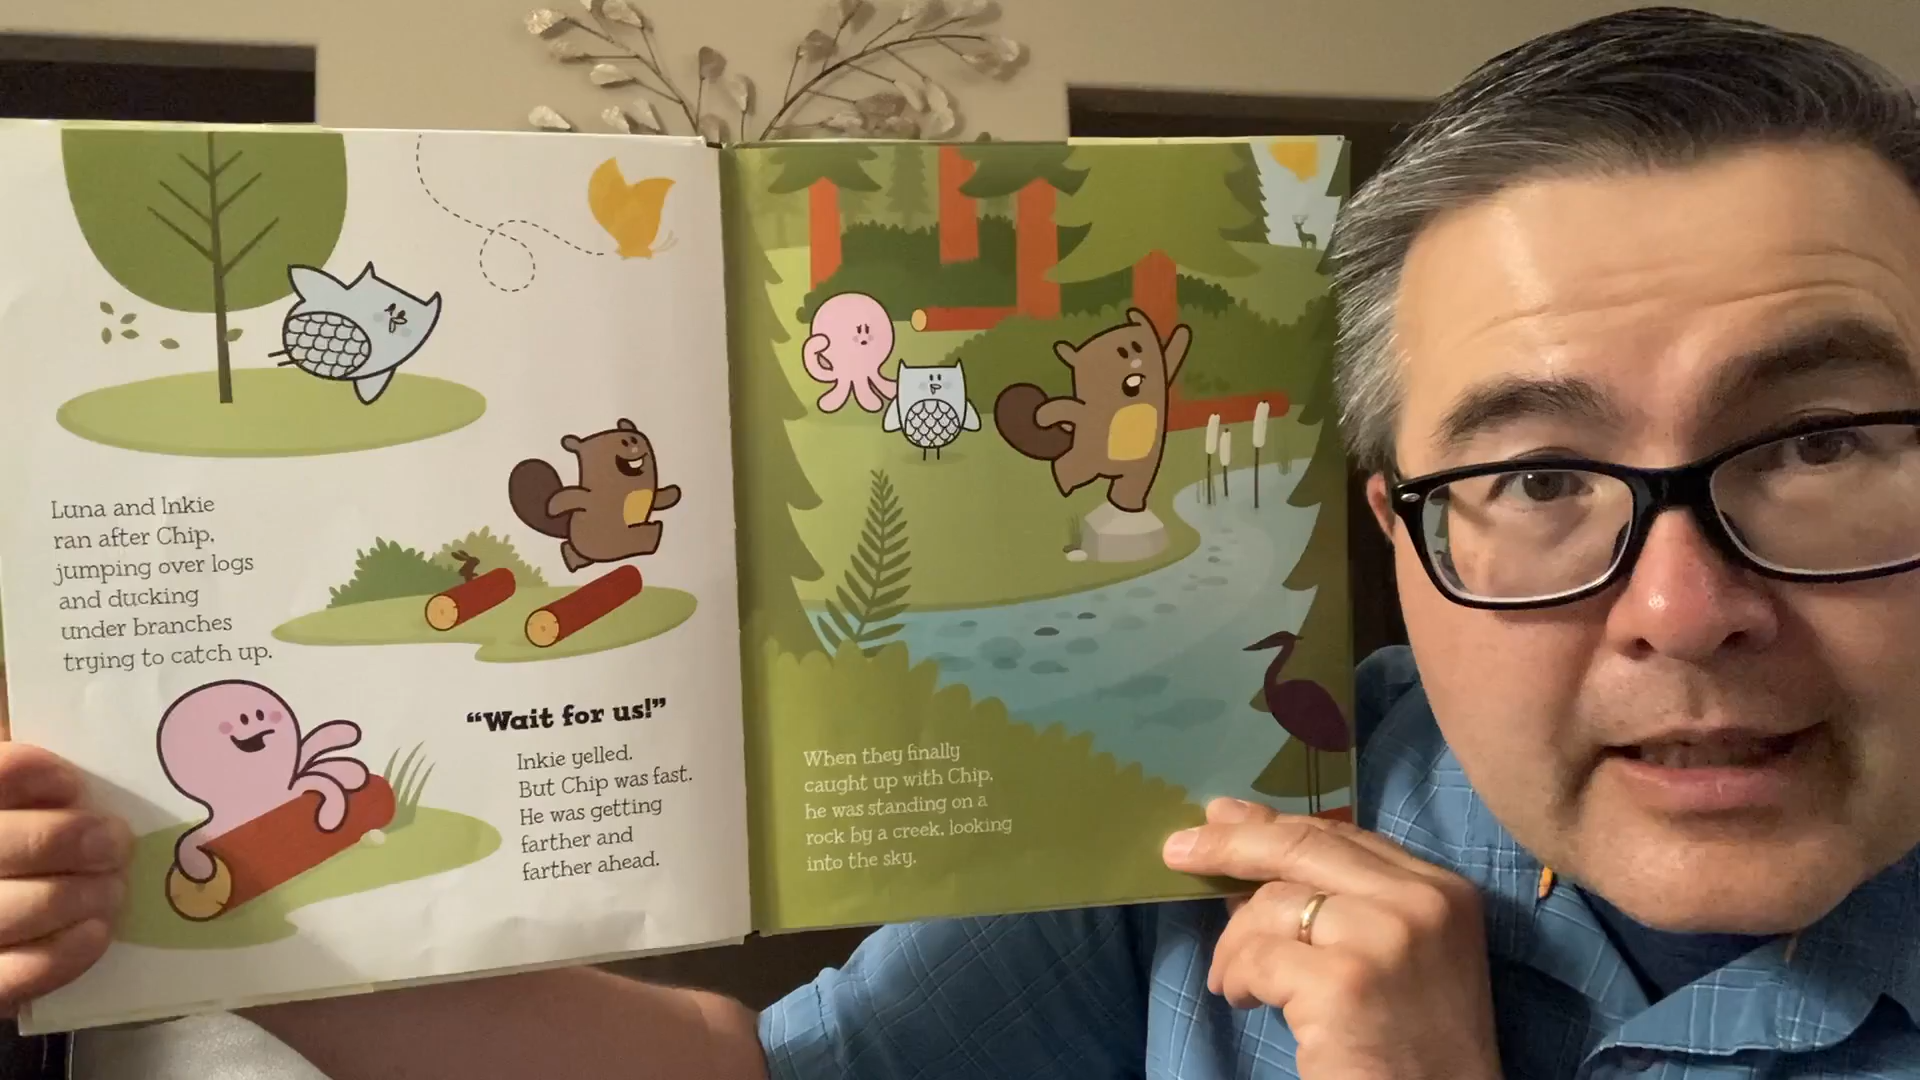 Luna and Inkie
ran after Chip,
jumping over logs
and ducking
under branches
trying to catch up.
“Wait for us!”
Inkie yelled.
But Chip was fast.
He was getting
farther and
farther ahead.
When they finally
caught up with Chip,
he was standing on a
rock by a creek, looking
into the sky.